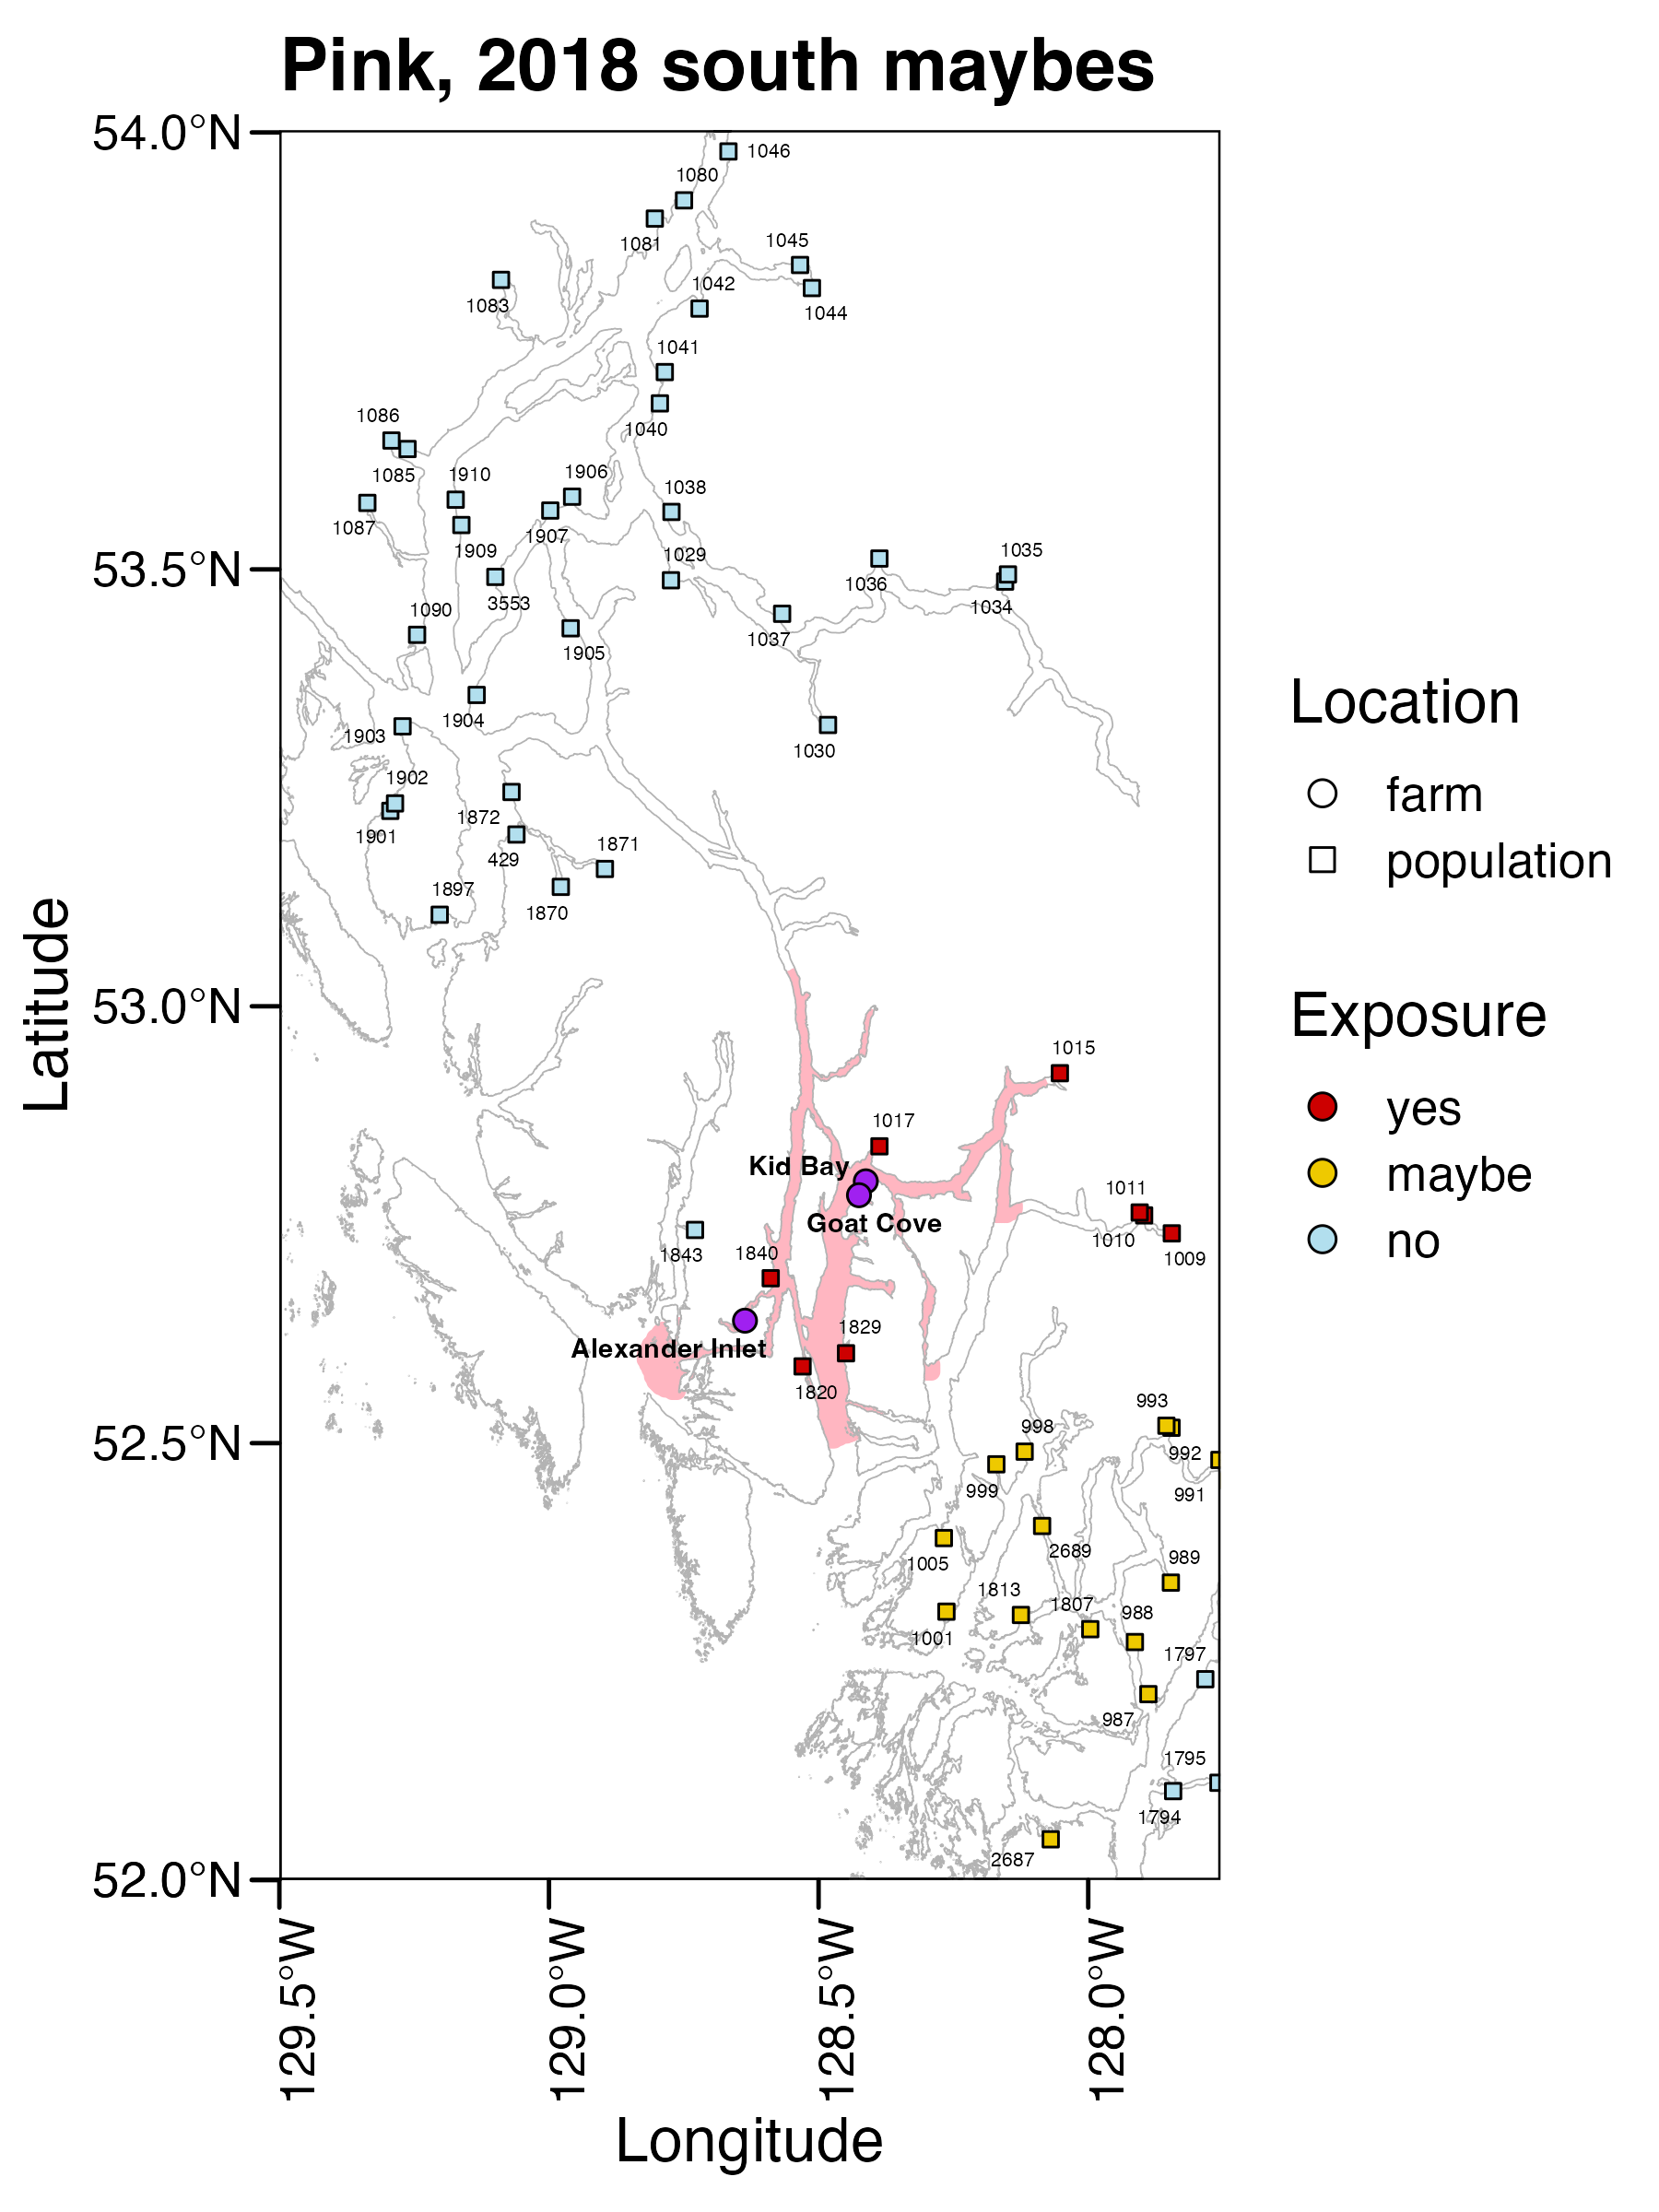 Pink, 2018 south maybes
54.0°N
53.5°N
53.0°N
52.5°N
52.0°N
Latitude
129.5°W
129.0°W
128.5°W
128.0°W
Longitude
1046
1080
1081
1045
1083
1042
1044
1041
1086
1040
1085
1910
1906
1038
1087
1907
1909
1029
1035
1036
3553
1034
1090
1037
1905
1904
1903
1030
1902
1872
1901
1871
429
1897
1870
1015
1017
Kid Bay
1011
Goat Cove
1010
1843
1840
1009
1829
Alexander Inlet
1820
993
998
992
999
991
2689
989
1005
1813
1807
988
1001
1797
987
1795
1794
2687
Location
farm
population
Exposure
yes
maybe
no